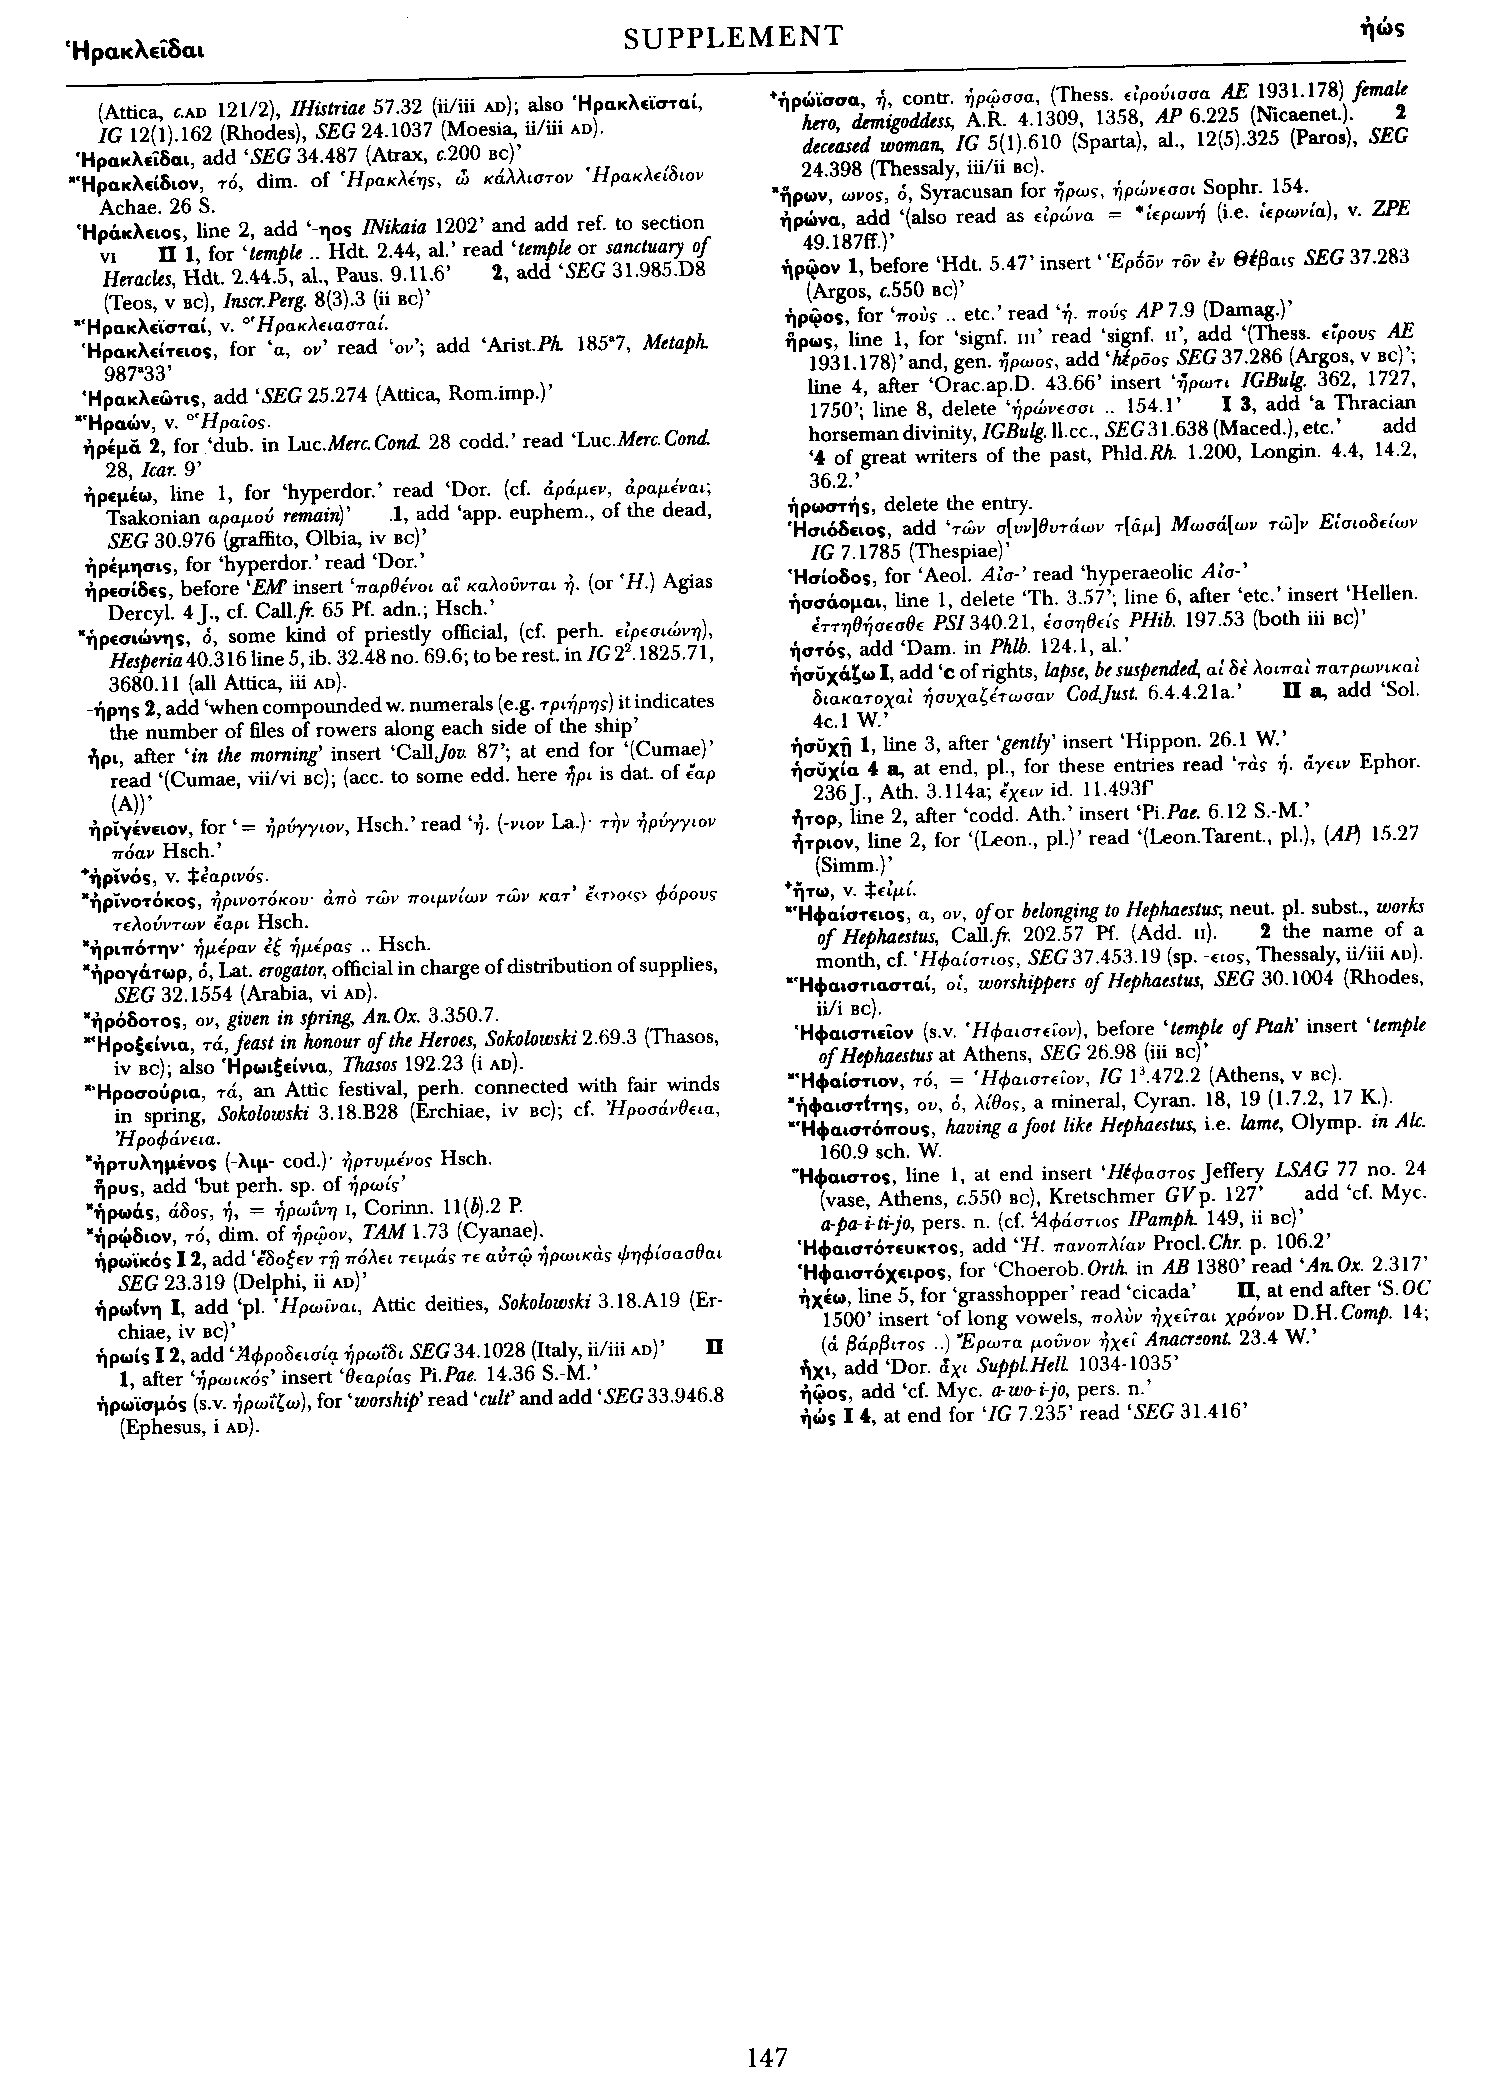 Ἡρακλεῖδαι
SUPPLEMENT
ἠώς
(Attica, c.AD 121/2), IHistriae 57.32 (ii/iii AD); also Ἡρακλεϊσταί,
IG 12(1).162 (Rhodes), SEG 24.1037 (Moesia, ii/iii AD).
Ἡρακλεῖδαι, add ‘SEG 34.487 (Atrax, c.200 BC)’
*Ἡρακλείδιον, τό, dim. of Ἡρακλέης, ὦ κάλλιστον Ἡρακλείδιον
Achae. 26 S.
Ἡράκλειος, line 2, add ‘-ηος INikaia 1202’ and add ref. to section
VI II 1, for ‘temple .. Hdt. 2.44, al.’ read ‘temple or sanctuary of
Heracles, Hdt. 2.44.5, al., Paus. 9.11.6’ 2, add ‘SEG 31.985.D8
(Teos, v BC), Inscr.Perg. 8(3).3 (ii BC)’
*Ἡρακλεϊσταί, v. °Ἡρακλειασταί.
Ἡρακλείτειος, for ‘α, ον’ read ‘ον’; add ‘Arist.Ph. 185ᵃ7, Metaph.
987ᵃ33’
Ἡρακλεῶτις, add ‘SEG 25.274 (Attica, Rom.imp.)’
*Ἡραών, v. °Ἡραῖος.
ἠρέμᾰ 2, for ‘dub. in Luc.Merc.Cond. 28 codd.’ read ‘Luc.Merc.Cond.
28, Icar. 9’
ἠρεμέω, line 1, for ‘hyperdor.’ read ‘Dor. (cf. ἀράμεν, ἀραμέναι;
Tsakonian αραμού remain)’ .1, add ‘app. euphem., of the dead,
SEG 30.976 (graffito, Olbia, iv BC)’
ἠρέμησις, for ‘hyperdor.’ read ‘Dor.’
ἠρεσίδες, before ‘EM’ insert ‘παρθένοι αἳ καλοῦνται ἠ. (or Ἡ.) Agias
Dercyl. 4 J., cf. Call.fr. 65 Pf. adn.; Hsch.’
*ἠρεσιώνης, ὁ, some kind of priestly official, (cf. perh. εἰρεσιώνη),
Hesperia 40.316 line 5, ib. 32.48 no. 69.6; to be rest. in IG 2².1825.71,
3680.11 (all Attica, iii AD).
-ήρης 2, add ‘when compounded w. numerals (e.g. τριήρης) it indicates
the number of files of rowers along each side of the ship’
ἦρι, after ‘in the morning’ insert ‘Call.Jov. 87’; at end for ‘(Cumae)’
read ‘(Cumae, vii/vi BC); (acc. to some edd. here ἦρι is dat. of ἔαρ
(A))’
ἠρῐγένειον, for ‘= ἠρύγγιον, Hsch.’ read ‘ἠ. (-νιον La.)· τὴν ἠρύγγιον
πόαν Hsch.’
⁺ἠρῐνός, v. ‡ἐαρινός.
*ἠρῐνοτόκος, ἠρινοτόκου· ἀπὸ τῶν ποιμνίων τῶν κατ’ ἔ‹τ›ο‹ς› φόρους
τελούντων ἔαρι Hsch.
*ἠριπότην· ἡμέραν ἐξ ἡμέρας .. Hsch.
*ἠρογάτωρ, ὁ, Lat. erogator, official in charge of distribution of supplies,
SEG 32.1554 (Arabia, vi AD).
*ἠρόδοτος, ον, given in spring, An.Ox. 3.350.7.
*Ἡροξείνια, τά, feast in honour of the Heroes, Sokolowski 2.69.3 (Thasos,
iv BC); also Ἡρωιξείνια, Thasos 192.23 (i AD).
*Ἠροσούρια, τά, an Attic festival, perh. connected with fair winds
in spring, Sokolowski 3.18.B28 (Erchiae, iv BC); cf. Ἠροσάνθεια,
Ἠροφάνεια.
*ἠρτυλημένος (-λιμ- cod.)· ἠρτυμένος Hsch.
ἦρυς, add ‘but perh. sp. of ἡρωίς’
*ἡρωάς, άδος, ἡ, = ἡρωΐνη I, Corinn. 11(b).2 P.
*ἡρῴδιον, τό, dim. of ἡρῷον, TAM 1.73 (Cyanae).
ἡρωϊκός I 2, add ‘ἔδοξεν τῇ πόλει τειμάς τε αὐτῷ ἡρωικὰς ψηφίσασθαι
SEG 23.319 (Delphi, ii AD)’
ἡρωΐνη I, add ‘pl. Ἡρωΐναι, Attic deities, Sokolowski 3.18.A19 (Er-
chiae, iv BC)’
ἡρωίς I 2, add ‘Ἀφροδεισίᾳ ἡρωΐδι SEG 34.1028 (Italy, ii/iii AD)’ II
1, after ‘ἡρωικός’ insert ‘θεαρίας Pi.Pae. 14.36 S.-M.’
ἡρωϊσμός (s.v. ἡρωΐζω), for ‘worship’ read ‘cult’ and add ‘SEG 33.946.8
(Ephesus, i AD).
⁺ἡρώϊσσα, ἡ, contr. ἡρῷσσα, (Thess. εἰρούισσα AE 1931.178) female
hero, demigoddess, A.R. 4.1309, 1358, AP 6.225 (Nicaenet.). 2
deceased woman, IG 5(1).610 (Sparta), al., 12(5).325 (Paros), SEG
24.398 (Thessaly, iii/ii BC).
*ἥρων, ωνος, ὁ, Syracusan for ἥρως, ἡρώνεσσι Sophr. 154.
ἡρώνα, add ‘(also read as εἰρώνα = *ἱερωνή (i.e. ἱερωνία), v. ZPE
49.187ff.)’
ἡρῷον 1, before ‘Hdt. 5.47’ insert ‘Ἐρṓōν τōν ἐν Θέβαις SEG 37.283
(Argos, c.550 BC)’
ἡρῷος, for ‘πούς .. etc.’ read ‘ἡ. πούς AP 7.9 (Damag.)’
ἥρως, line 1, for ‘signf. III’ read ‘signf. II’, add ‘(Thess. εἵρους AE
1931.178)’ and, gen. ἥρωος, add ‘hέρōος SEG 37.286 (Argos, v BC)’;
line 4, after ‘Orac.ap.D. 43.66’ insert ‘ἥρωτι IGBulg. 362, 1727,
1750’; line 8, delete ‘ἡρώνεσσι .. 154.1’ I 3, add ‘a Thracian
horseman divinity, IGBulg. ll.cc., SEG 31.638 (Maced.), etc.’ add
‘4 of great writers of the past, Phld.Rh. 1.200, Longin. 4.4, 14.2,
36.2.’
ἡρωστής, delete the entry.
Ἡσιόδειος, add ‘τῶν σ[υν]θυτάων τ[ᾶμ] Μωσά[ων τῶ]ν Εἰσιοδείων
IG 7.1785 (Thespiae)’
Ἡσίοδος, for ‘Aeol. Αἰσ-’ read ‘hyperaeolic Αἰσ-’
ἡσσάομαι, line 1, delete ‘Th. 3.57’; line 6, after ‘etc.’ insert ‘Hellen.
ἑττηθήσεσθε PSI 340.21, ἑσσηθείς PHib. 197.53 (both iii BC)’
ἡστός, add ‘Dam. in Phlb. 124.1, al.’
ἡσῠχάζω I, add ‘c of rights, lapse, be suspended, αἱ δὲ λοιπαὶ πατρωνικαὶ
διακατοχαὶ ἡσυχαζέτωσαν Cod.Just. 6.4.4.21a.’ II a, add ‘Sol.
4c.1 W.’
ἡσῠχῆ 1, line 3, after ‘gently’ insert ‘Hippon. 26.1 W.’
ἡσῠχία 4 a, at end, pl., for these entries read ‘τὰς ἡ. ἄγειν Ephor.
236 J., Ath. 3.114a; ἔχειν id. 11.493f’
ἦτορ, line 2, after ‘codd. Ath.’ insert ‘Pi.Pae. 6.12 S.-M.’
ἤτριον, line 2, for ‘(Leon., pl.)’ read ‘(Leon.Tarent., pl.), (AP) 15.27
(Simm.)’
⁺ἤτω, v. ‡εἰμί.
*Ἡφαίστειος, α, ον, of or belonging to Hephaestus; neut. pl. subst., works
of Hephaestus, Call.fr. 202.57 Pf. (Add. II). 2 the name of a
month, cf. Ἡφαίστιος, SEG 37.453.19 (sp. -ειος, Thessaly, ii/iii AD).
*Ἡφαιστιασταί, οἱ, worshippers of Hephaestus, SEG 30.1004 (Rhodes,
ii/i BC).
Ἡφαιστιεῖον (s.v. Ἡφαιστεῖον), before ‘temple of Ptah’ insert ‘temple
of Hephaestus at Athens, SEG 26.98 (iii BC)’
*Ἡφαίστιον, τό, = Ἡφαιστεῖον, IG 1³.472.2 (Athens, v BC).
*ἡφαιστίτης, ου, ὁ, λίθος, a mineral, Cyran. 18, 19 (1.7.2, 17 K.).
*Ἡφαιστόπους, having a foot like Hephaestus, i.e. lame, Olymp. in Alc.
160.9 sch. W.
Ἥφαιστος, line 1, at end insert ‘Ηέφαστος Jeffery LSAG 77 no. 24
(vase, Athens, c.550 BC), Kretschmer GV p. 127’ add ‘cf. Myc.
a-pa-i-ti-jo, pers. n. (cf. Ἁφάστιος IPamph. 149, ii BC)’
Ἡφαιστότευκτος, add ‘Ἡ. πανοπλίαν Procl.Chr. p. 106.2’
Ἡφαιστόχειρος, for ‘Choerob.Orth. in AB 1380’ read ‘An.Ox. 2.317’
ἠχέω, line 5, for ‘grasshopper’ read ‘cicada’ II, at end after ‘S.OC
1500’ insert ‘of long vowels, πολὺν ἠχεῖται χρόνον D.H.Comp. 14;
(ἁ βάρβιτος ..) Ἔρωτα μοῦνον ἠχεῖ Anacreont. 23.4 W.’
ἧχι, add ‘Dor. ἇχι Suppl.Hell. 1034-1035’
ἠῷος, add ‘cf. Myc. a-wo-i-jo, pers. n.’
ἠώς I 4, at end for ‘IG 7.235’ read ‘SEG 31.416’
147